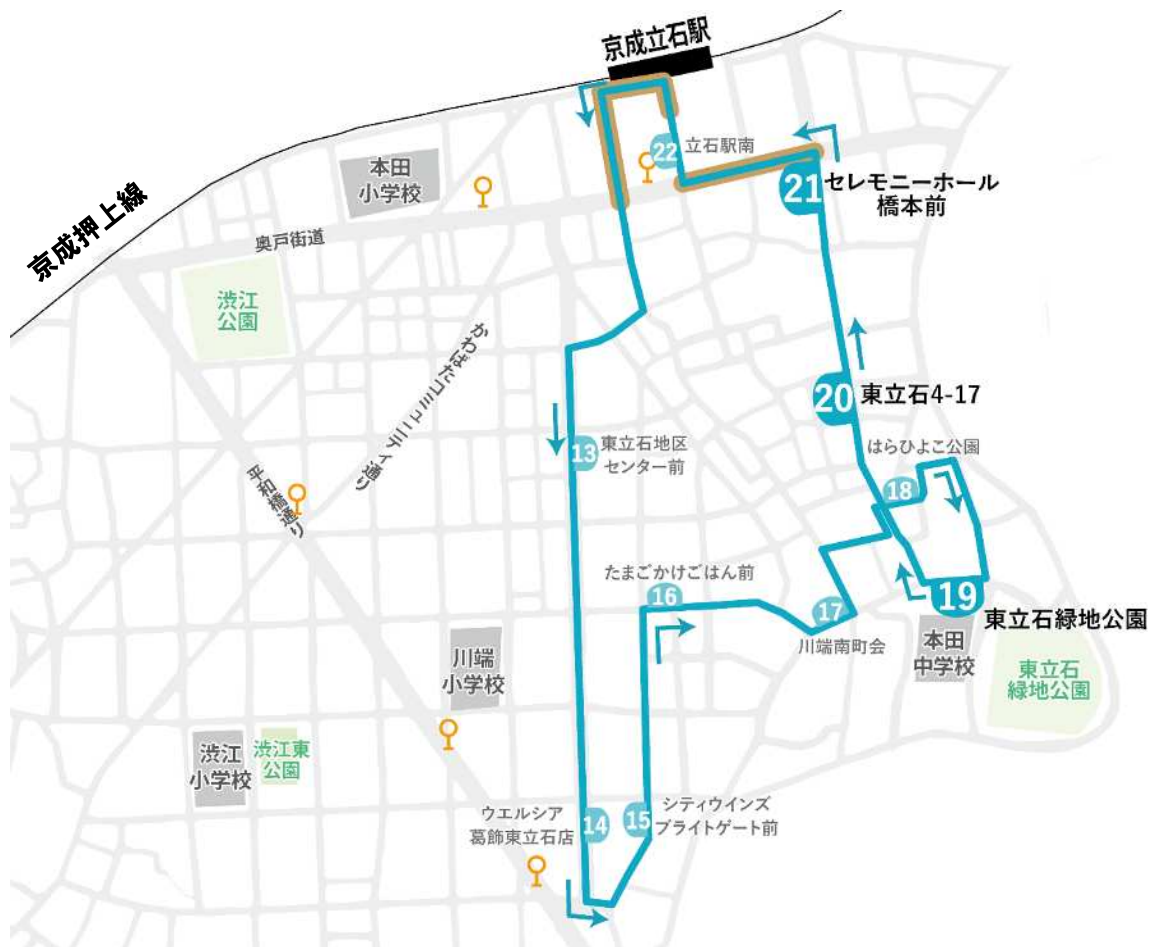 京成立石駅
22
立石駅南
本田
小学校
21
セレモニーホール
橋本前
京成押上線
奥戸街道
渋江
公園
かわばたコミュニティ通り
20
東立石4-17
13
東立石地区
センター前
はらひよこ公園
18
平和橋通り
たまごかけごはん前
16
17
19
東立石緑地公園
川端南町会
本田
中学校
川端
小学校
東立石
緑地公園
渋江
小学校
渋江東
公園
ウエルシア
葛飾東立石店
14
15
シティウインズ
ブライトゲート前